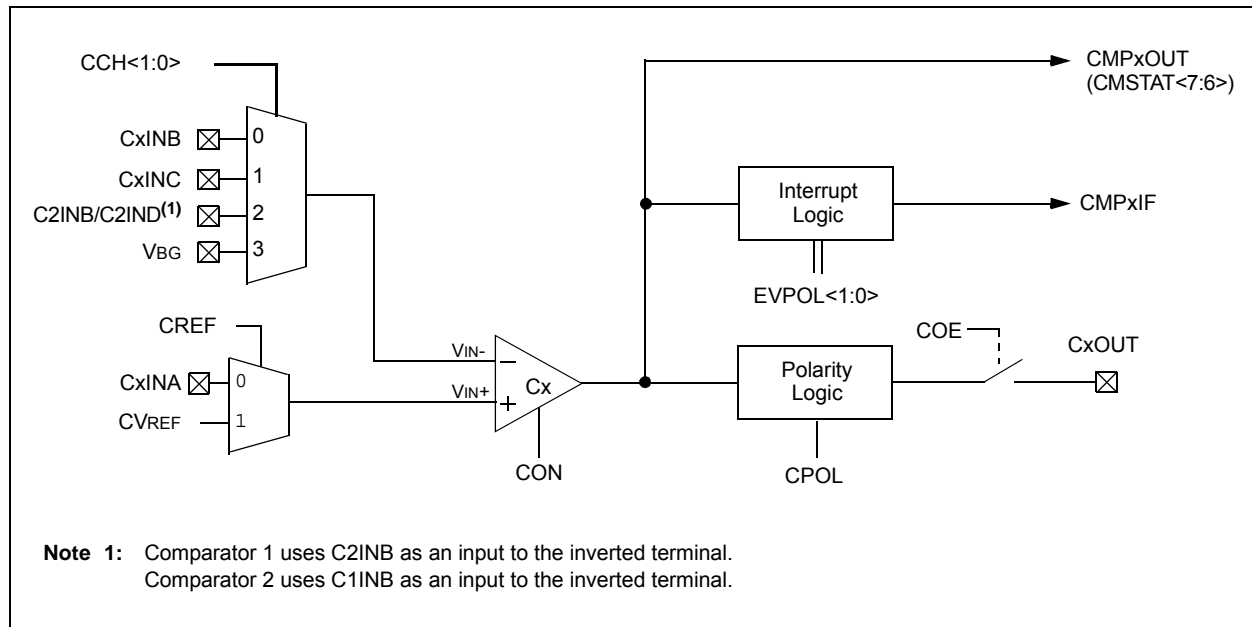 CCH<1:0>
CxINB
0
CxINC
1
C2INB/C2IND(1)
2
VBG
3
CREF
CxINA
0
CVREF
1
VIN-
VIN+
−
+
Cx
CON
CMPxOUT
(CMSTAT<7:6>)
Interrupt
Logic
CMPxIF
EVPOL<1:0>
COE
CxOUT
Polarity
Logic
CPOL
Note 1: Comparator 1 uses C2INB as an input to the inverted terminal.
Comparator 2 uses C1INB as an input to the inverted terminal.